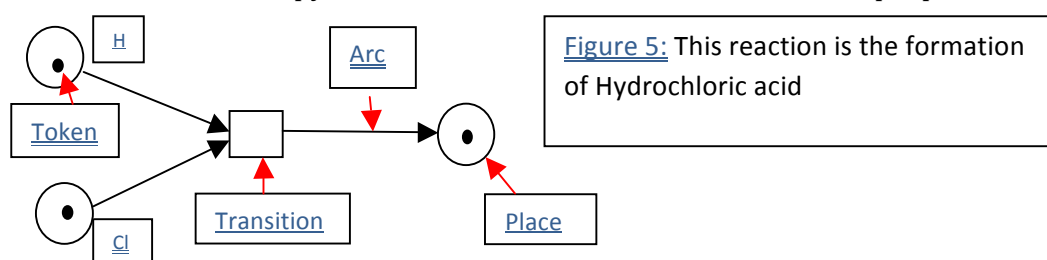 H
Arc
Figure 5: This reaction is the formation
of Hydrochloric acid
Token
Transition
Place
Cl